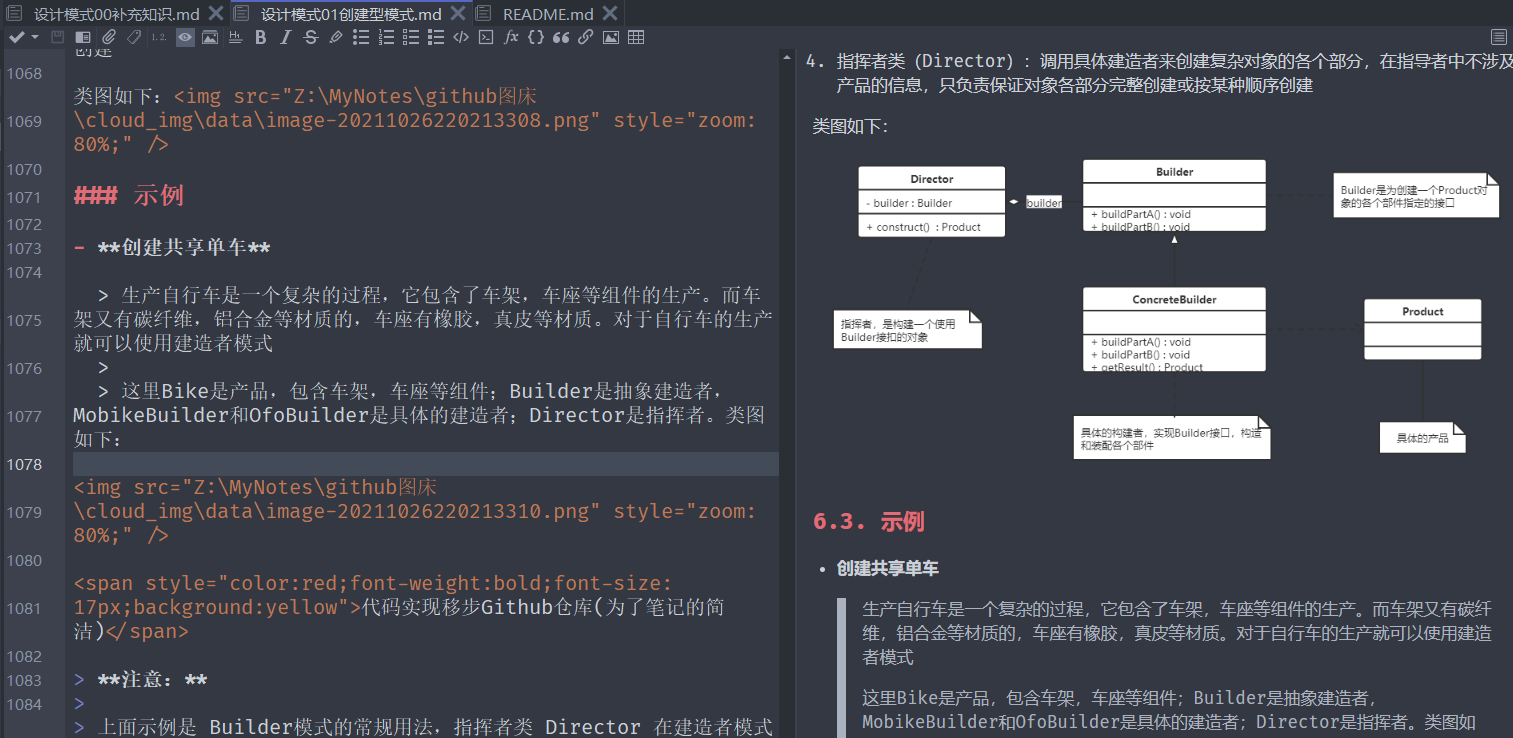 设计模式00补充知识.md
设计模式01创建型模式.md
README.md
创建
1068
类图如下：<img src="Z:\MyNotes\github图床
1069 \cloud_img\data\image-20211026220213308.png" style="zoom:
80%;" />
1070
1071 ### 示例
1072
1073 - **创建共享单车**
1074
> 生产自行车是一个复杂的过程，它包含了车架，车座等组件的生产。而车
1075 架又有碳纤维，铝合金等材质的，车座有橡胶，真皮等材质。对于自行车的生产
就可以使用建造者模式
1076 >
> 这里Bike是产品，包含车架，车座等组件；Builder是抽象建造者，
1077 MobikeBuilder和OfoBuilder是具体的建造者；Director是指挥者。类图
如下：
1078
<img src="Z:\MyNotes\github图床
1079 \cloud_img\data\image-20211026220213310.png" style="zoom:
80%;" />
1080
<span style="color:red;font-weight:bold;font-size:
1081 17px;background:yellow">代码实现移步Github仓库(为了笔记的简
洁)</span>
1082
1083 > **注意：**
1084 >
> 上面示例是 Builder模式的常规用法，指挥者类 Director 在建造者模式
4. 指挥者类（Director）：调用具体建造者来创建复杂对象的各个部分，在指导者中不涉及
产品的信息，只负责保证对象各部分完整创建或按某种顺序创建
类图如下：
Director
- builder : Builder
+ construct() : Product
builder
Builder
+ buildPartA() : void
+ buildPartB() : void
Builder是为创建一个Product对
象的各个部件指定的接口
指挥者，是构建一个使用
Builder接扣的对象
ConcreteBuilder
+ buildPartA() : void
+ buildPartB() : void
+ getResult() : Product
Product
具体的构建者，实现Builder接口，构造
和装配各个部件
具体的产品
6.3. 示例
• 创建共享单车
生产自行车是一个复杂的过程，它包含了车架，车座等组件的生产。而车架又有碳纤
维，铝合金等材质的，车座有橡胶，真皮等材质。对于自行车的生产就可以使用建造
者模式
这里Bike是产品，包含车架，车座等组件；Builder是抽象建造者，
MobikeBuilder和OfoBuilder是具体的建造者；Director是指挥者。类图如